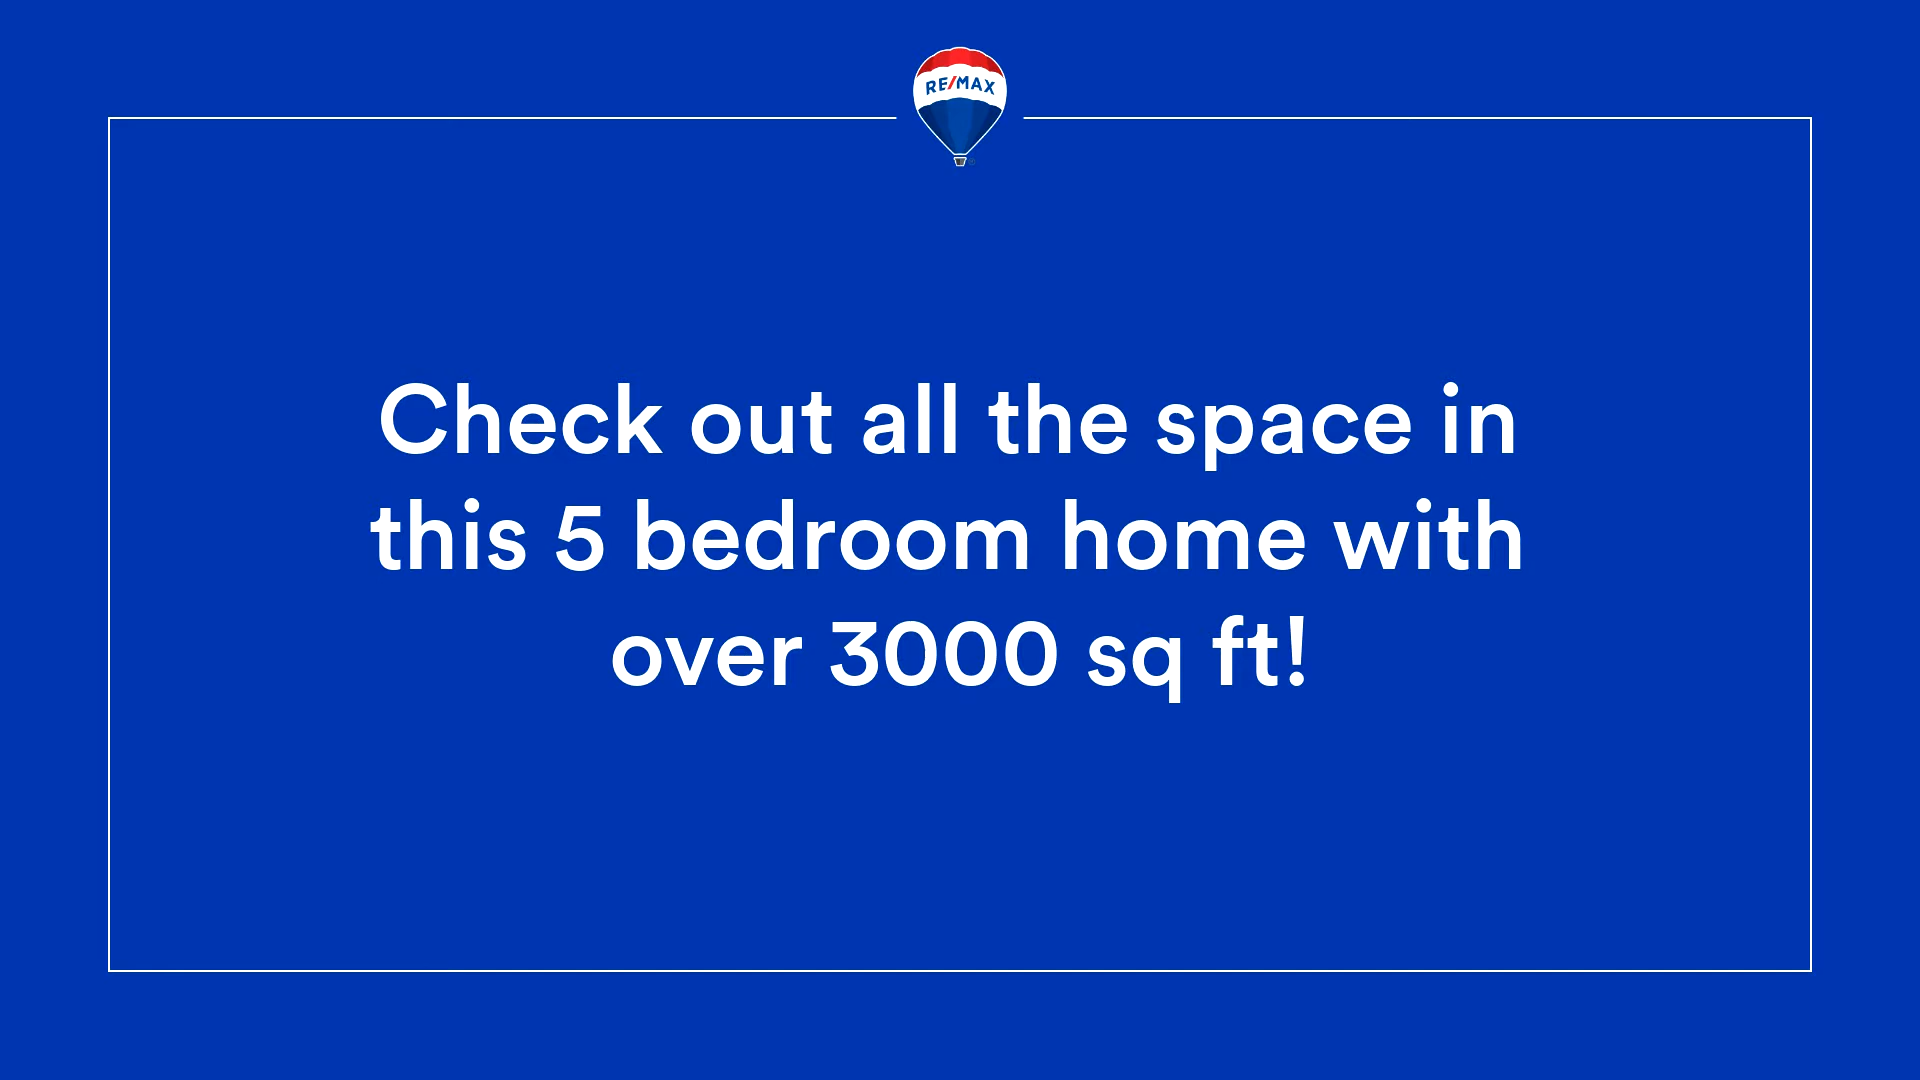 RE/MAX
Check out all the space in
this 5 bedroom home with
over 3000 sq ft!